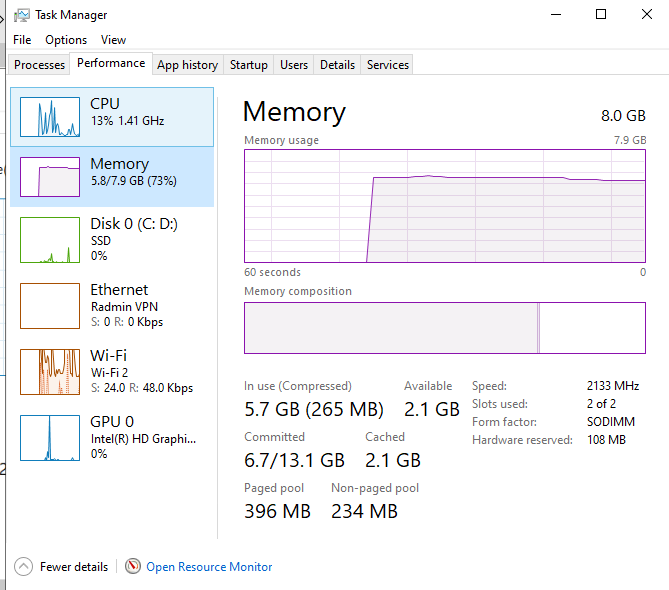 Task Manager
File Options View
Processes Performance App history Startup Users Details Services
CPU
13% 1.41 GHz
Memory
5.8/7.9 GB (73%)
Disk 0 (C: D:)
SSD
0%
Ethernet
Radmin VPN
S: 0 R: 0 Kbps
Wi-Fi
Wi-Fi 2
S: 24.0 R: 48.0 Kbps
GPU 0
Intel(R) HD Graphi...
0%
Memory 8.0 GB
Memory usage 7.9 GB
60 seconds 0
Memory composition
In use (Compressed) Available
5.7 GB (265 MB) 2.1 GB
Committed Cached
6.7/13.1 GB 2.1 GB
Paged pool Non-paged pool
396 MB 234 MB
Speed: 2133 MHz
Slots used: 2 of 2
Form factor: SODIMM
Hardware reserved: 108 MB
Fewer details Open Resource Monitor